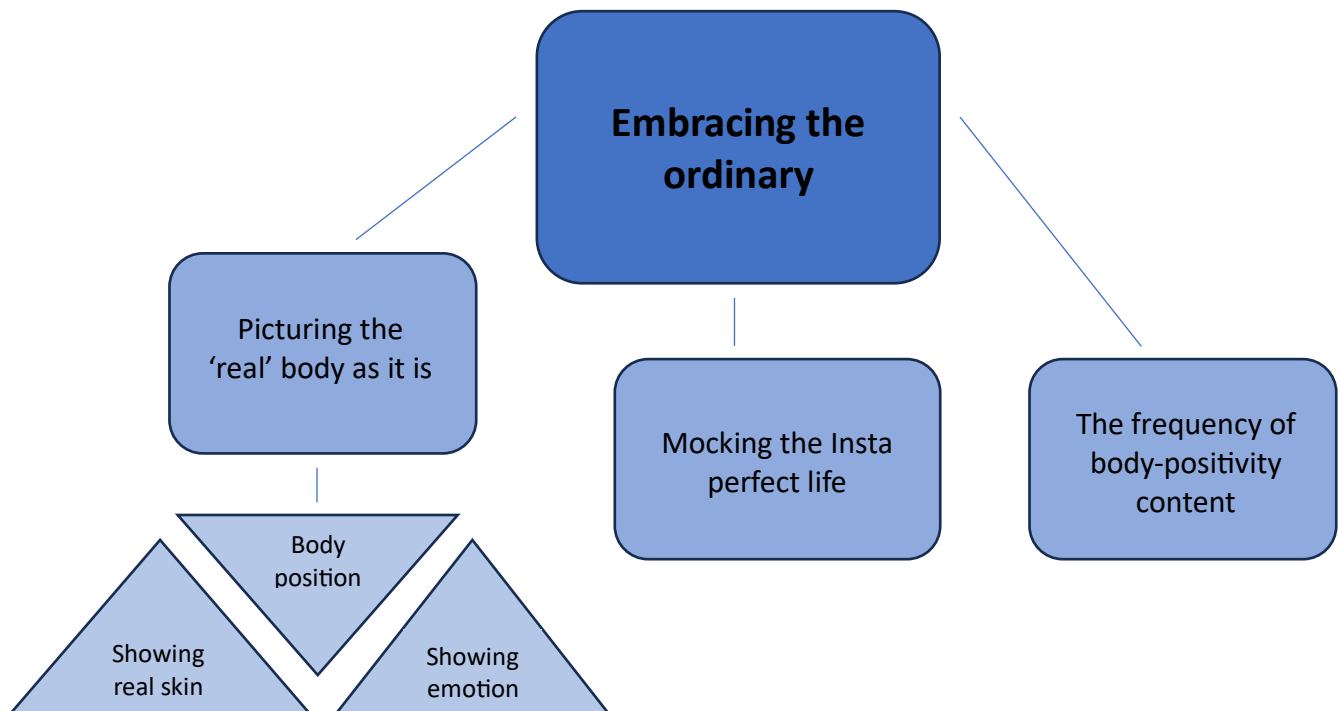 Embracing the
ordinary
Picturing the
‘real’ body as it is
Mocking the Insta
perfect life
The frequency of
body-positivity
content
Body
position
Showing
real skin
Showing
emotion